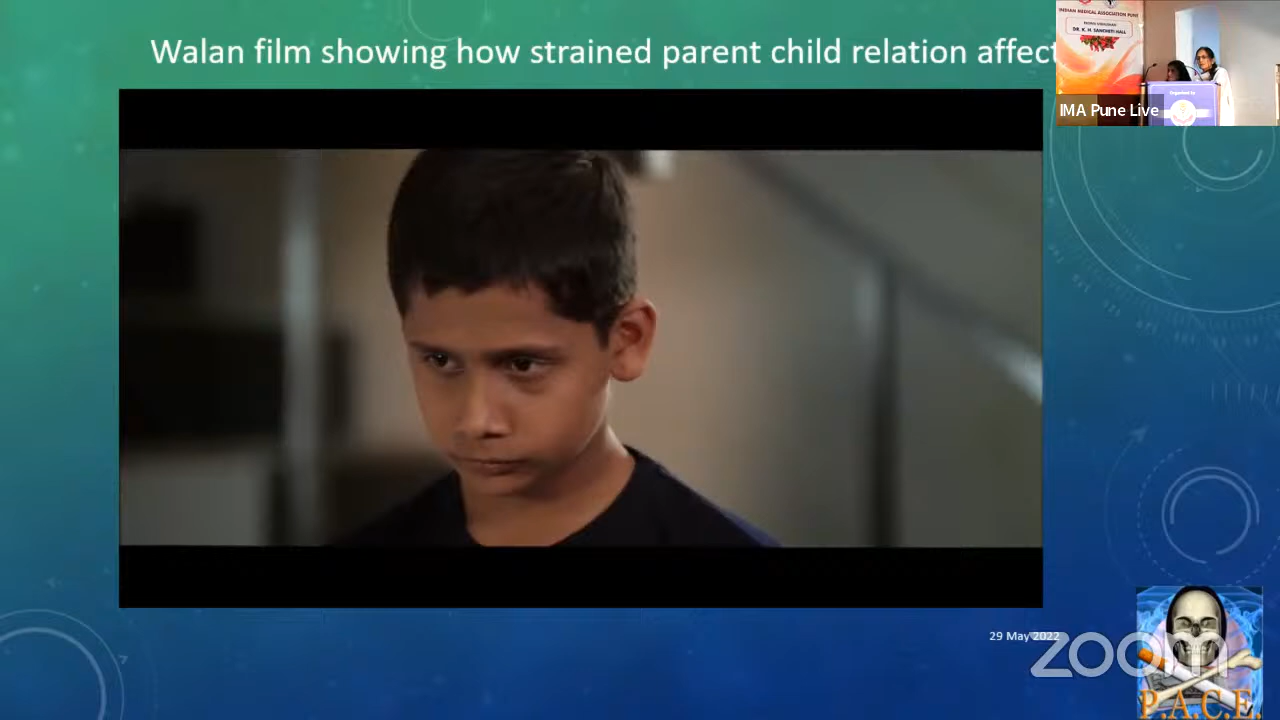 Walan film showing how strained parent child relation affect
INDIAN MEDICAL ASSOCIATION PUNE
DR. K. H. SANCHETI HALL
IMA Pune Live
29 May 2022
zoom
P.A.C.E.